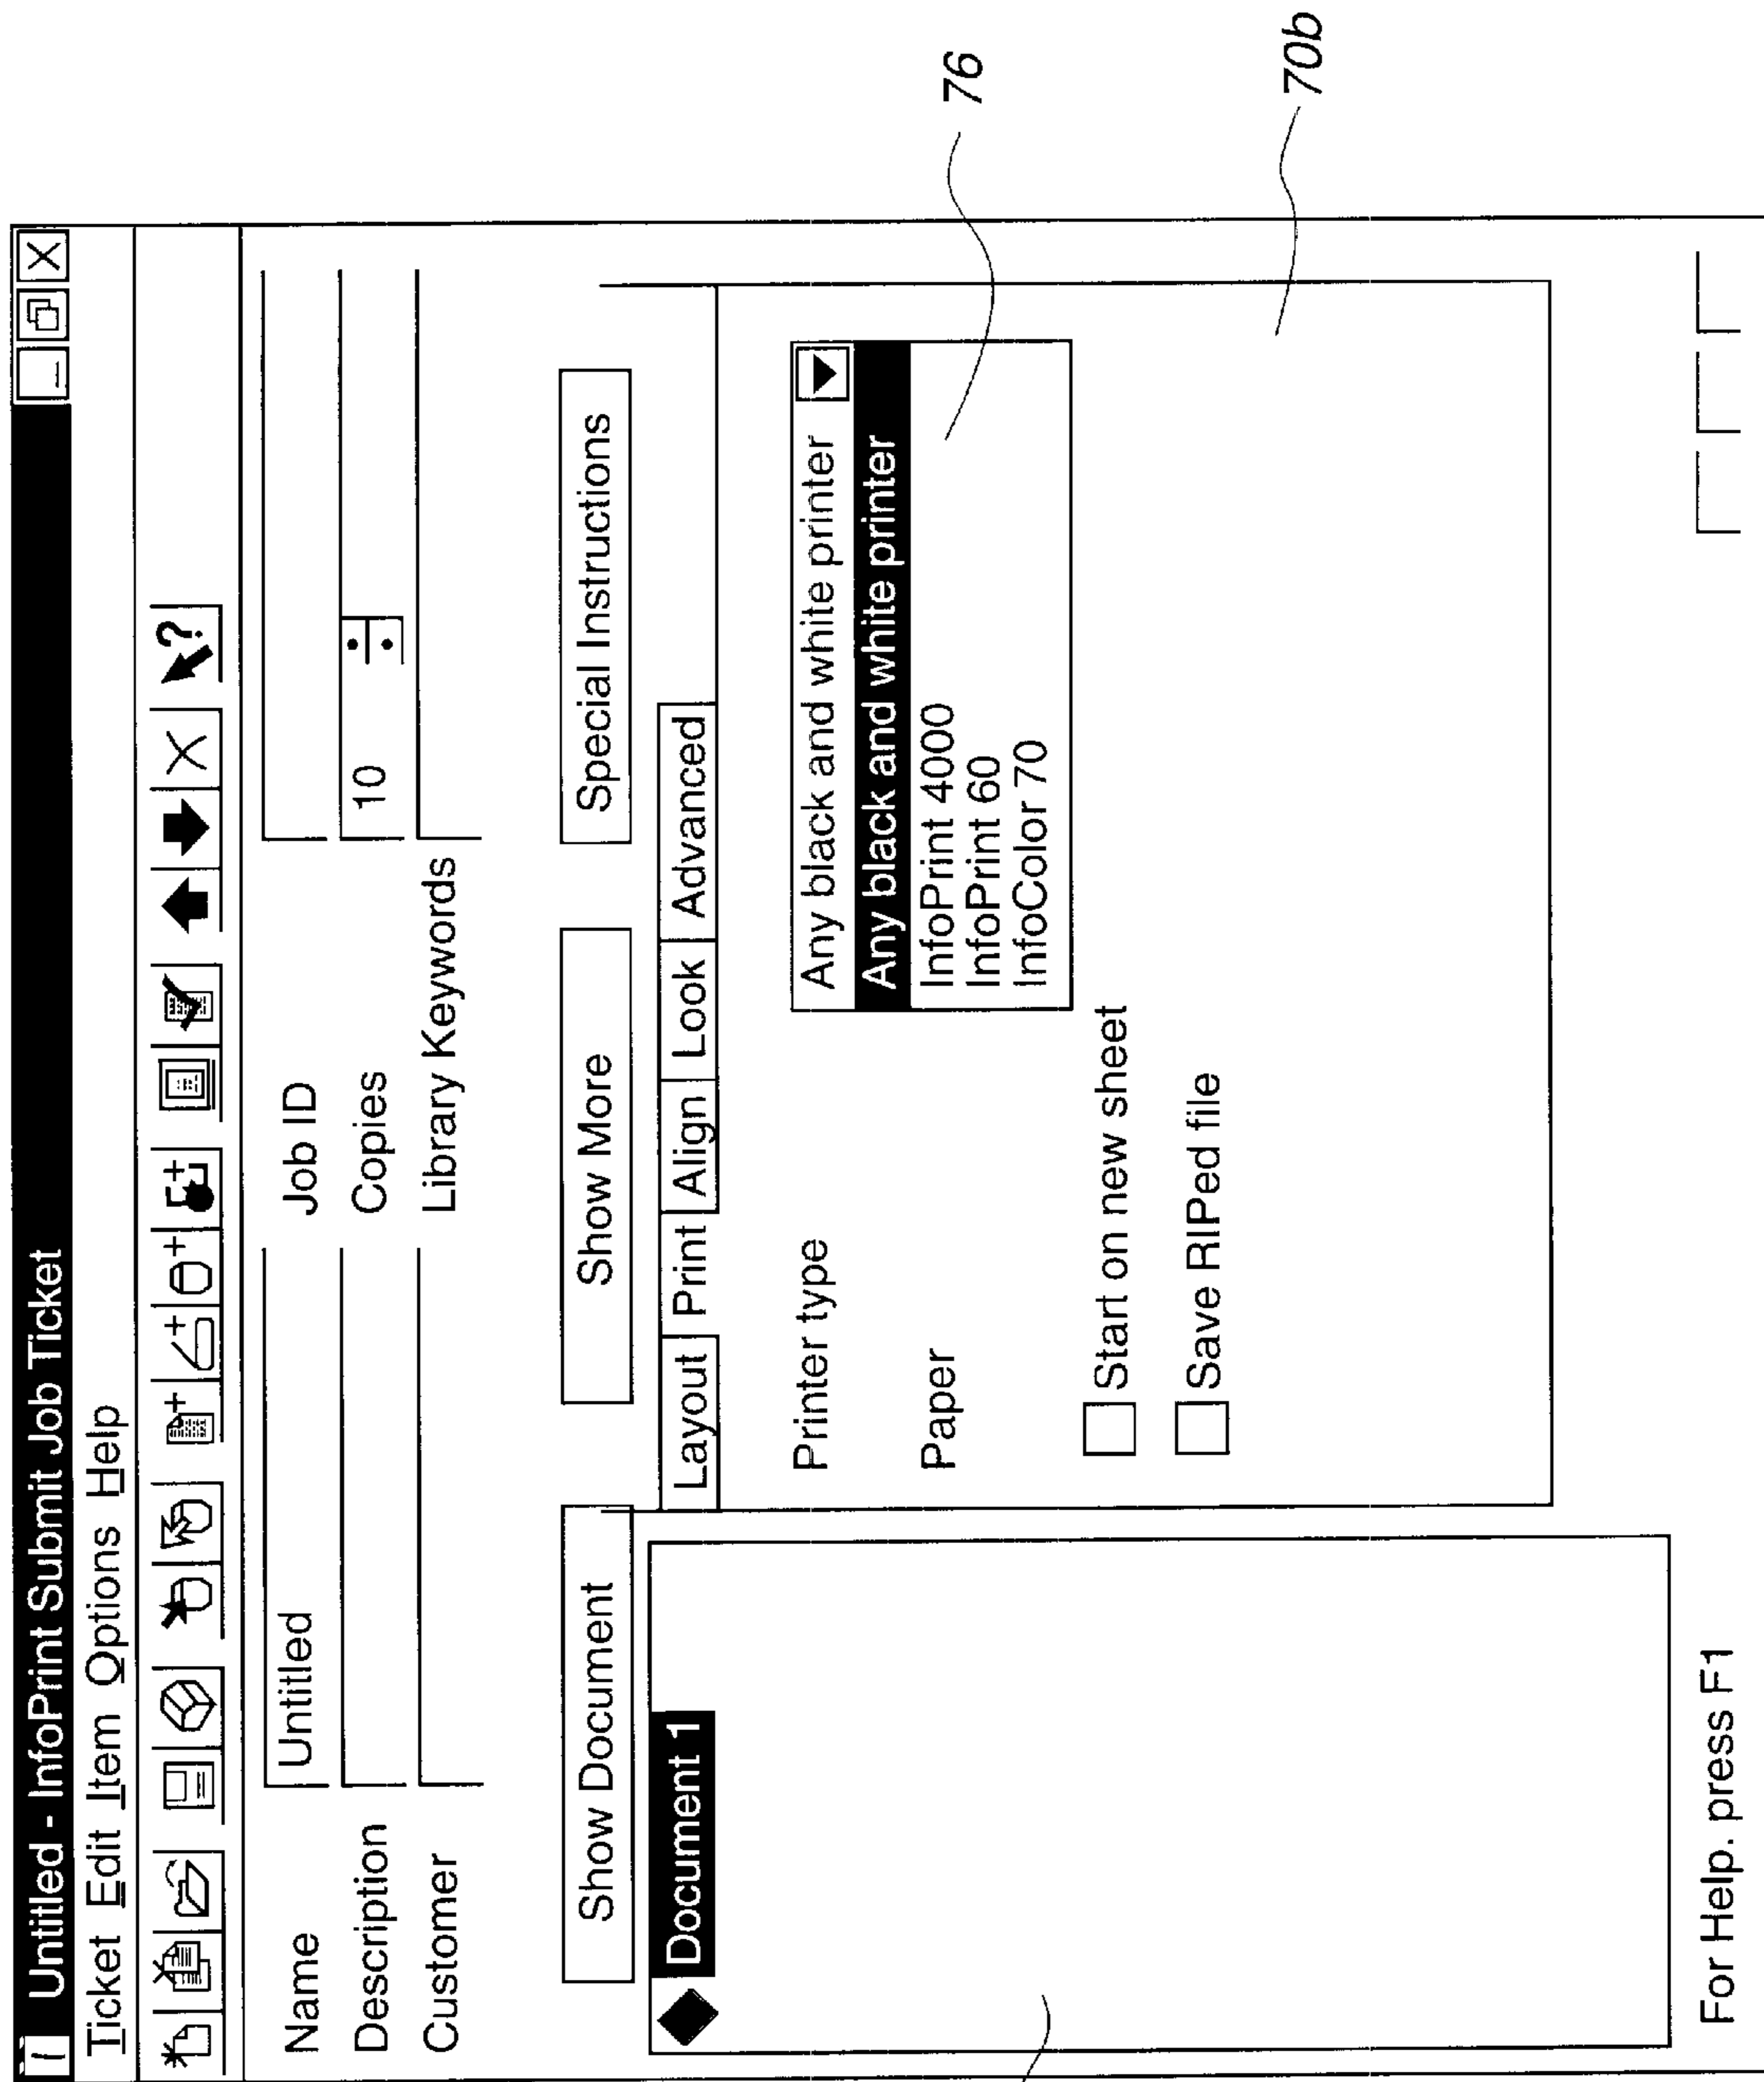 Untitled - InfoPrint Submit Job Ticket
Ticket Edit Item Options Help
Name Untitled Job ID
Description Copies 10
Customer Library Keywords
Show Document Show More Special Instructions
Document 1
Layout Print Align Look Advanced
Printer type Any black and white printer
Any black and white printer
InfoPrint 4000
InfoPrint 60
InfoColor 70
Paper
Start on new sheet
Save RIPed file
For Help. press F1
76
70b